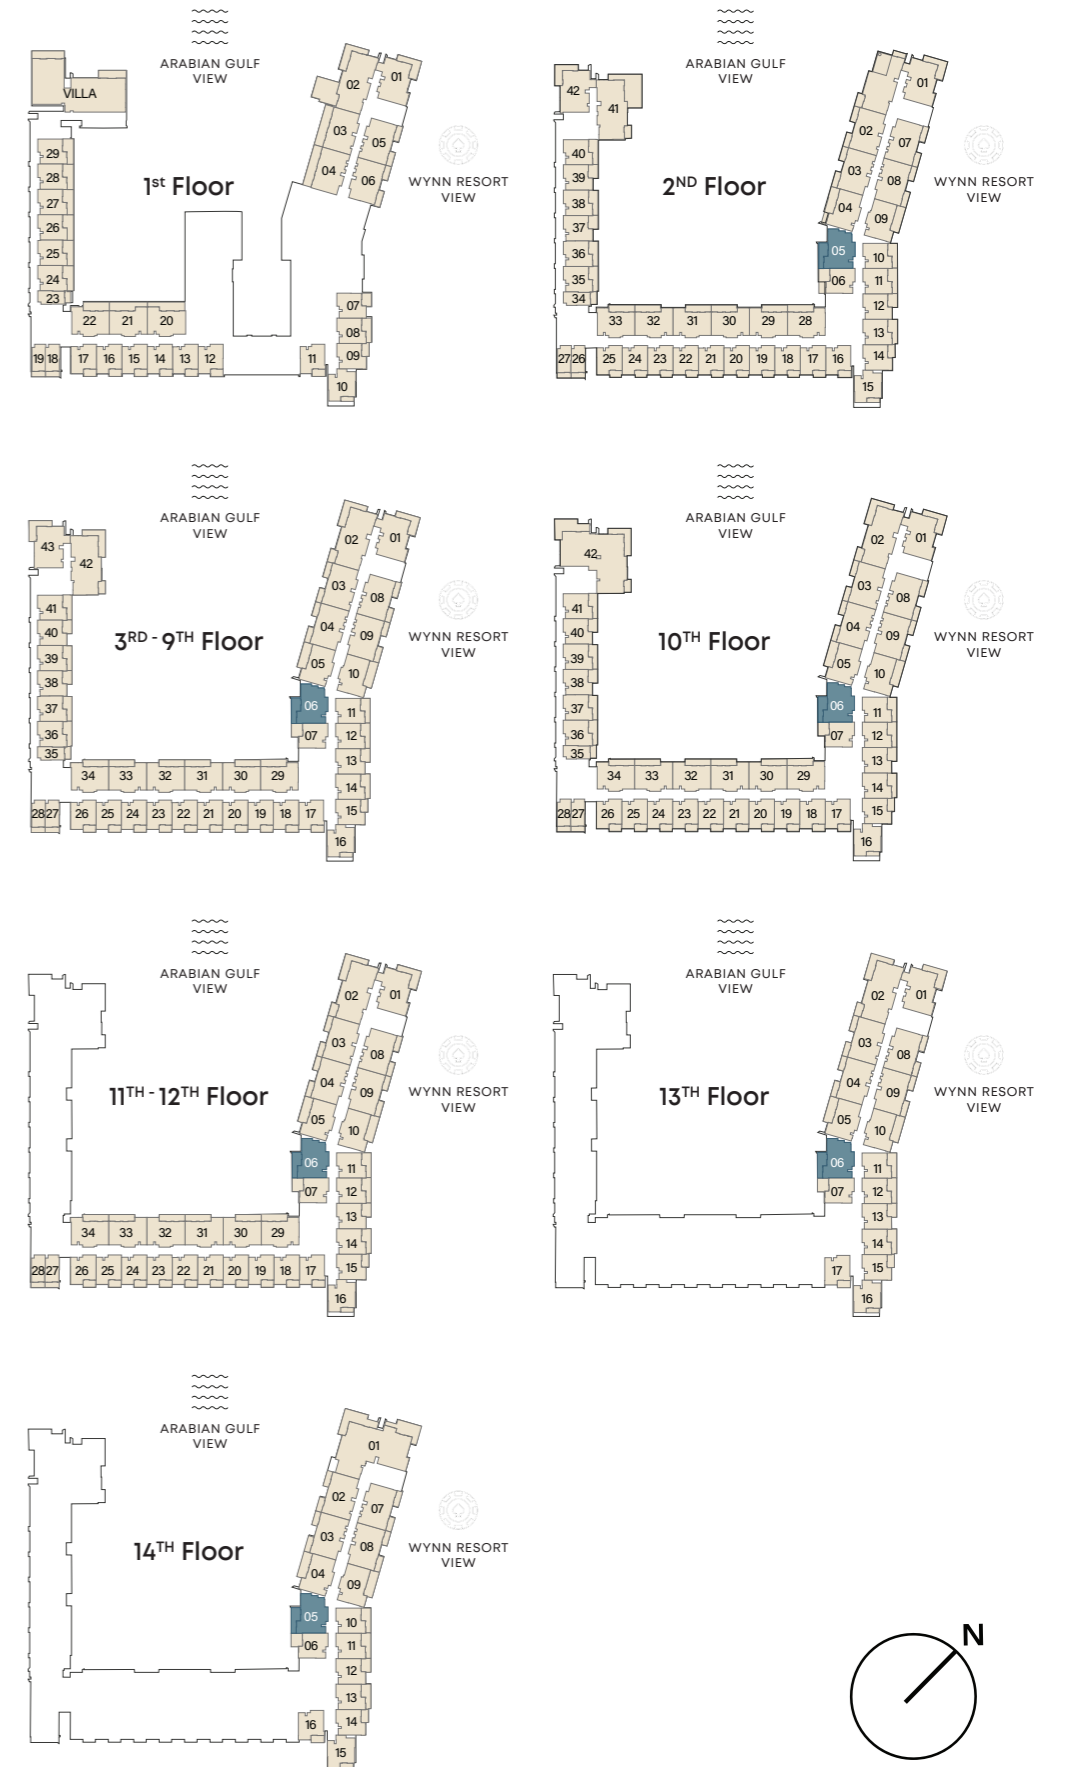 ARABIAN GULF
VIEW
VILLA
02
01
03
05
04
06
29
28
27
26
25
24
23
1st Floor
WYNN RESORT
VIEW
22 21 20
07
08
09
10
19 18 17 16 15 14 13 12 11
ARABIAN GULF
VIEW
42
41
01
02
07
03
08
04
09
05
10
06
11
12
13
14
15
40
39
38
37
36
35
34
2ND Floor
WYNN RESORT
VIEW
33 32 31 30 29 28
27 26 25 24 23 22 21 20 19 18 17 16
ARABIAN GULF
VIEW
43
42
02
01
03
08
04
09
05
10
06
11
07
12
13
14
15
16
41
40
39
38
37
36
35
3RD - 9TH Floor
WYNN RESORT
VIEW
34 33 32 31 30 29
28 27 26 25 24 23 22 21 20 19 18 17
ARABIAN GULF
VIEW
42
02
01
03
08
04
09
05
10
06
11
07
12
13
14
15
16
41
40
39
38
37
36
35
10TH Floor
WYNN RESORT
VIEW
34 33 32 31 30 29
28 27 26 25 24 23 22 21 20 19 18 17
ARABIAN GULF
VIEW
02
01
03
08
04
09
05
10
06
11
07
12
13
14
15
16
11TH - 12TH Floor
WYNN RESORT
VIEW
34 33 32 31 30 29
28 27 26 25 24 23 22 21 20 19 18 17
ARABIAN GULF
VIEW
02
01
03
08
04
09
05
10
06
11
07
12
13
14
15
17
16
13TH Floor
WYNN RESORT
VIEW
ARABIAN GULF
VIEW
01
02
07
03
08
04
09
05
10
06
11
12
13
14
16
15
14TH Floor
WYNN RESORT
VIEW
N